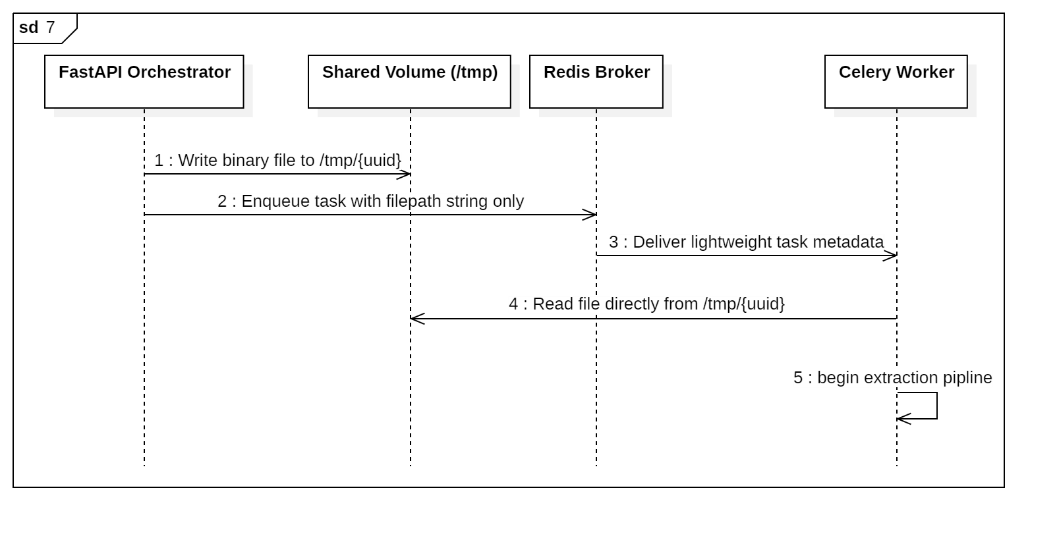 sd 7
FastAPI Orchestrator
Shared Volume (/tmp)
Redis Broker
Celery Worker
1 : Write binary file to /tmp/{uuid}
2 : Enqueue task with filepath string only
3 : Deliver lightweight task metadata
4 : Read file directly from /tmp/{uuid}
5 : begin extraction pipline